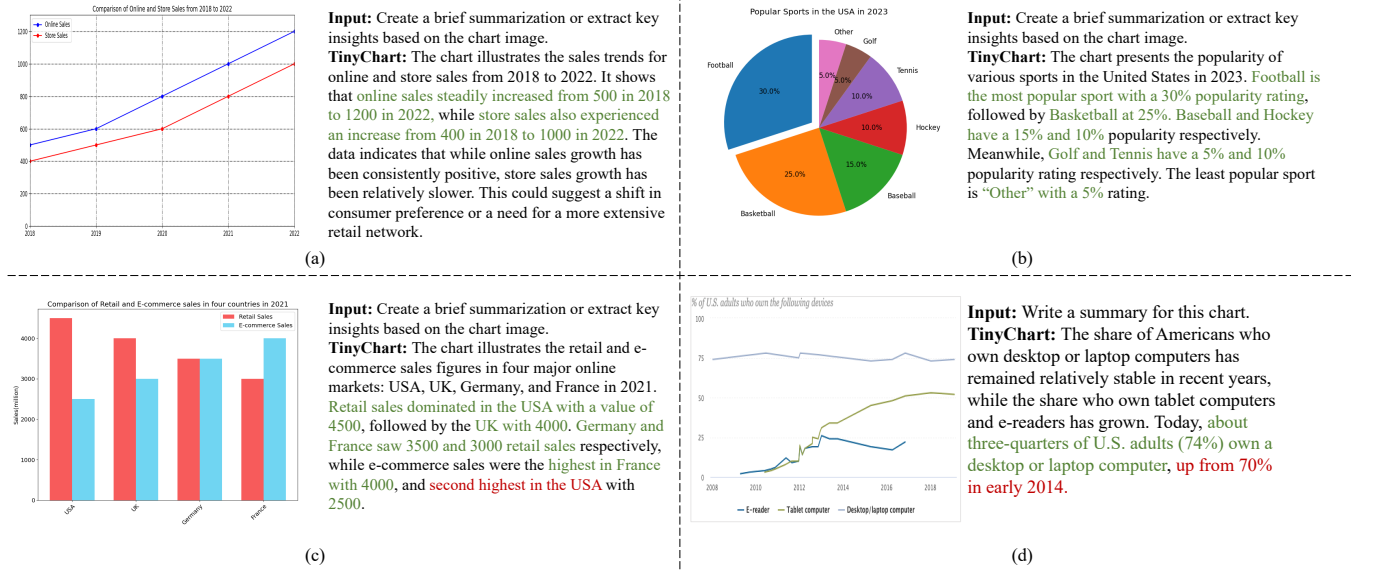 Comparison of Online and Store Sales from 2018 to 2022
Online Sales
Store Sales
1200
1000
800
600
400
200
0
2018
2019
2020
2021
2022
Input: Create a brief summarization or extract key
insights based on the chart image.
TinyChart: The chart illustrates the sales trends for
online and store sales from 2018 to 2022. It shows
that online sales steadily increased from 500 in 2018
to 1200 in 2022, while store sales also experienced
an increase from 400 in 2018 to 1000 in 2022. The
data indicates that while online sales growth has
been consistently positive, store sales growth has
been relatively slower. This could suggest a shift in
consumer preference or a need for a more extensive
retail network.
(a)
Popular Sports in the USA in 2023
Other
Golf
Football
Tennis
5.0%
5.0%
30.0%
10.0%
10.0%
Hockey
15.0%
25.0%
Baseball
Basketball
Input: Create a brief summarization or extract key
insights based on the chart image.
TinyChart: The chart presents the popularity of
various sports in the United States in 2023. Football is
the most popular sport with a 30% popularity rating,
followed by Basketball at 25%. Baseball and Hockey
have a 15% and 10% popularity respectively.
Meanwhile, Golf and Tennis have a 5% and 10%
popularity rating respectively. The least popular sport
is “Other” with a 5% rating.
(b)
Comparison of Retail and E-commerce sales in four countries in 2021
Retail Sales
E-commerce Sales
Sales(million)
4000
3000
2000
1000
0
USA
UK
Germany
France
Input: Create a brief summarization or extract key
insights based on the chart image.
TinyChart: The chart illustrates the retail and e-
commerce sales figures in four major online
markets: USA, UK, Germany, and France in 2021.
Retail sales dominated in the USA with a value of
4500, followed by the UK with 4000. Germany and
France saw 3500 and 3000 retail sales respectively,
while e-commerce sales were the highest in France
with 4000, and second highest in the USA with
2500.
(c)
% of U.S. adults who own the following devices
100
75
50
25
0
2008
2010
2012
2014
2016
2018
E-reader
Tablet computer
Desktop/laptop computer
Input: Write a summary for this chart.
TinyChart: The share of Americans who
own desktop or laptop computers has
remained relatively stable in recent years,
while the share who own tablet computers
and e-readers has grown. Today, about
three-quarters of U.S. adults (74%) own a
desktop or laptop computer, up from 70%
in early 2014.
(d)